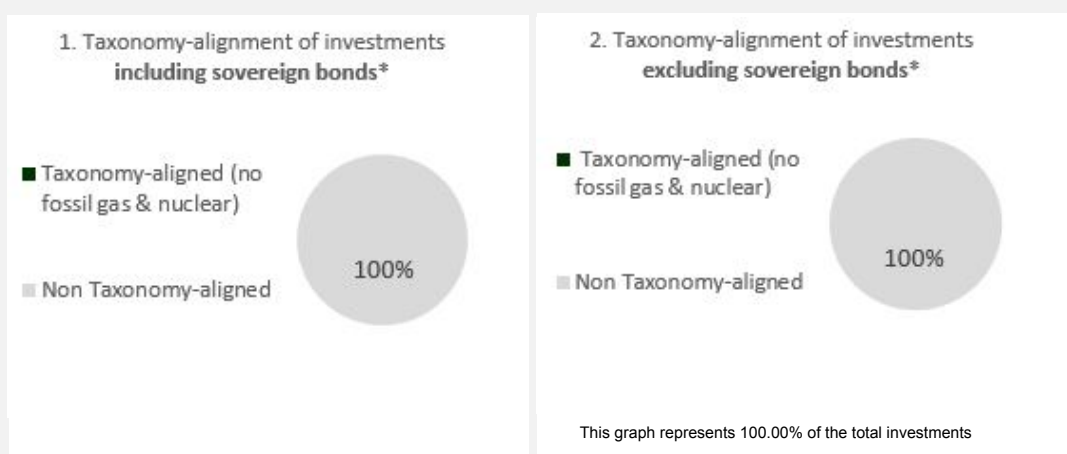 1. Taxonomy-alignment of investments
including sovereign bonds*
Taxonomy-aligned (no
fossil gas & nuclear)
Non Taxonomy-aligned
100%
2. Taxonomy-alignment of investments
excluding sovereign bonds*
Taxonomy-aligned (no
fossil gas & nuclear)
Non Taxonomy-aligned
100%
This graph represents 100.00% of the total investments